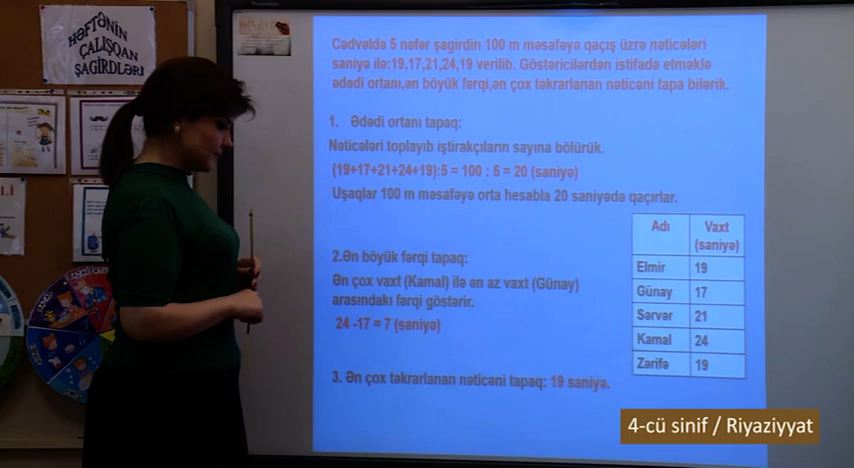 HƏFTƏNİN
ÇALIŞQAN
ŞAGİRDLƏRİ
Cədvəldə 5 nəfər şagirdin 100 m məsafəyə qaçış üzrə nəticələri
saniyə ilə:19,17,21,24,19 verilib. Göstəricilərdən istifadə etməklə
ədədi ortanı,ən böyük fərqi,ən çox təkrarlanan nəticəni tapa bilərik.
1. Ədədi ortanı tapaq:
Nəticələri toplayıb iştirakçıların sayına bölürük.
(19+17+21+24+19):5 = 100 : 5 = 20 (saniyə)
Uşaqlar 100 m məsafəyə orta hesabla 20 saniyədə qaçırlar.
2.Ən böyük fərqi tapaq:
Ən çox vaxt (Kamal) ilə ən az vaxt (Günay)
arasındakı fərqi göstərir.
24 -17 = 7 (saniyə)
3. Ən çox təkrarlanan nəticəni tapaq: 19 saniyə.
Adı Vaxt
(saniyə)
Elmir 19
Günay 17
Sərvər 21
Kamal 24
Zərifə 19
4-cü sinif / Riyaziyyat